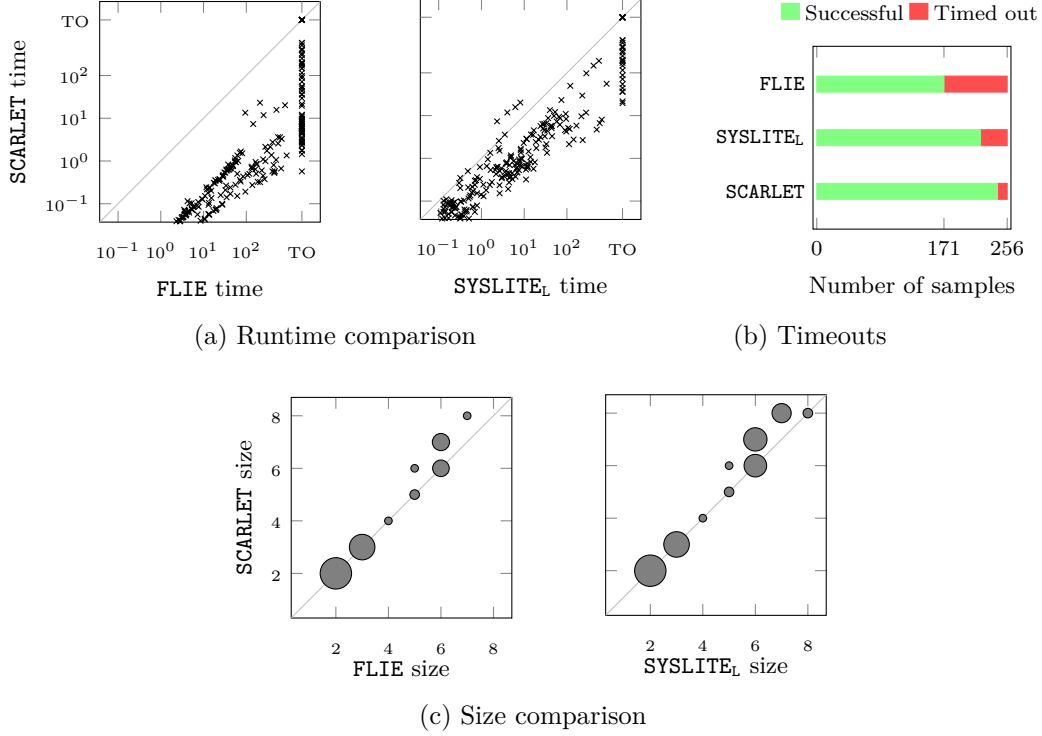 Successful Timed out
SCARLET time
TO
10^2
10^1
10^0
10^−1
10^−1 10^0 10^1 10^2 TO
FLIE time
10^−1 10^0 10^1 10^2 TO
SYSLITE_L time
(a) Runtime comparison
FLIE
SYSLITE_L
SCARLET
0 171 256
Number of samples
(b) Timeouts
SCARLET size
8
6
4
2
2 4 6 8
FLIE size
2 4 6 8
SYSLITE_L size
(c) Size comparison